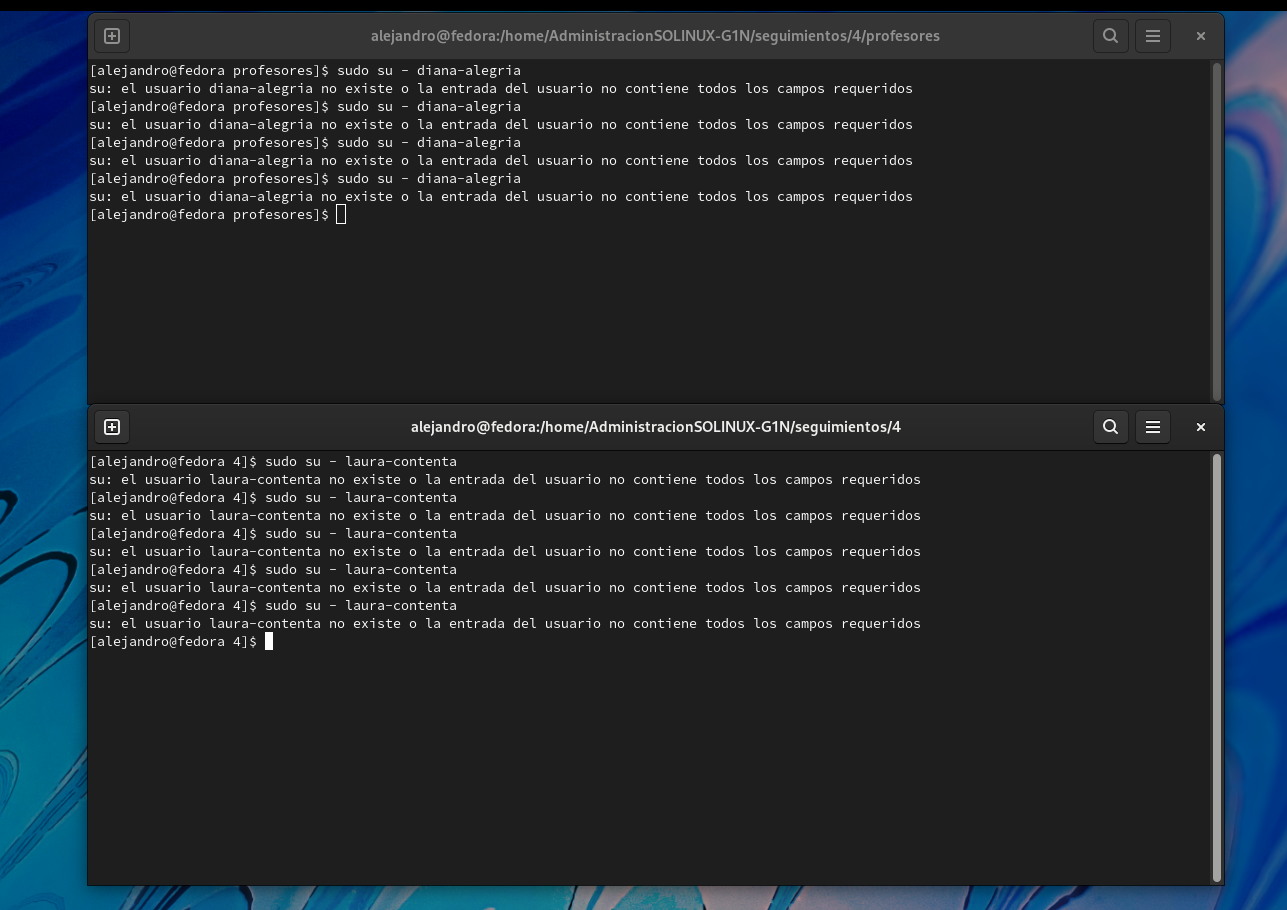 alejandro@fedora:/home/AdministracionSOLINUX-G1N/seguimientos/4/profesores
[alejandro@fedora profesores]$ sudo su - diana-alegria
su: el usuario diana-alegria no existe o la entrada del usuario no contiene todos los campos requeridos
[alejandro@fedora profesores]$ sudo su - diana-alegria
su: el usuario diana-alegria no existe o la entrada del usuario no contiene todos los campos requeridos
[alejandro@fedora profesores]$ sudo su - diana-alegria
su: el usuario diana-alegria no existe o la entrada del usuario no contiene todos los campos requeridos
[alejandro@fedora profesores]$ sudo su - diana-alegria
su: el usuario diana-alegria no existe o la entrada del usuario no contiene todos los campos requeridos
[alejandro@fedora profesores]$
alejandro@fedora:/home/AdministracionSOLINUX-G1N/seguimientos/4
[alejandro@fedora 4]$ sudo su - laura-contenta
su: el usuario laura-contenta no existe o la entrada del usuario no contiene todos los campos requeridos
[alejandro@fedora 4]$ sudo su - laura-contenta
su: el usuario laura-contenta no existe o la entrada del usuario no contiene todos los campos requeridos
[alejandro@fedora 4]$ sudo su - laura-contenta
su: el usuario laura-contenta no existe o la entrada del usuario no contiene todos los campos requeridos
[alejandro@fedora 4]$ sudo su - laura-contenta
su: el usuario laura-contenta no existe o la entrada del usuario no contiene todos los campos requeridos
[alejandro@fedora 4]$ sudo su - laura-contenta
su: el usuario laura-contenta no existe o la entrada del usuario no contiene todos los campos requeridos
[alejandro@fedora 4]$